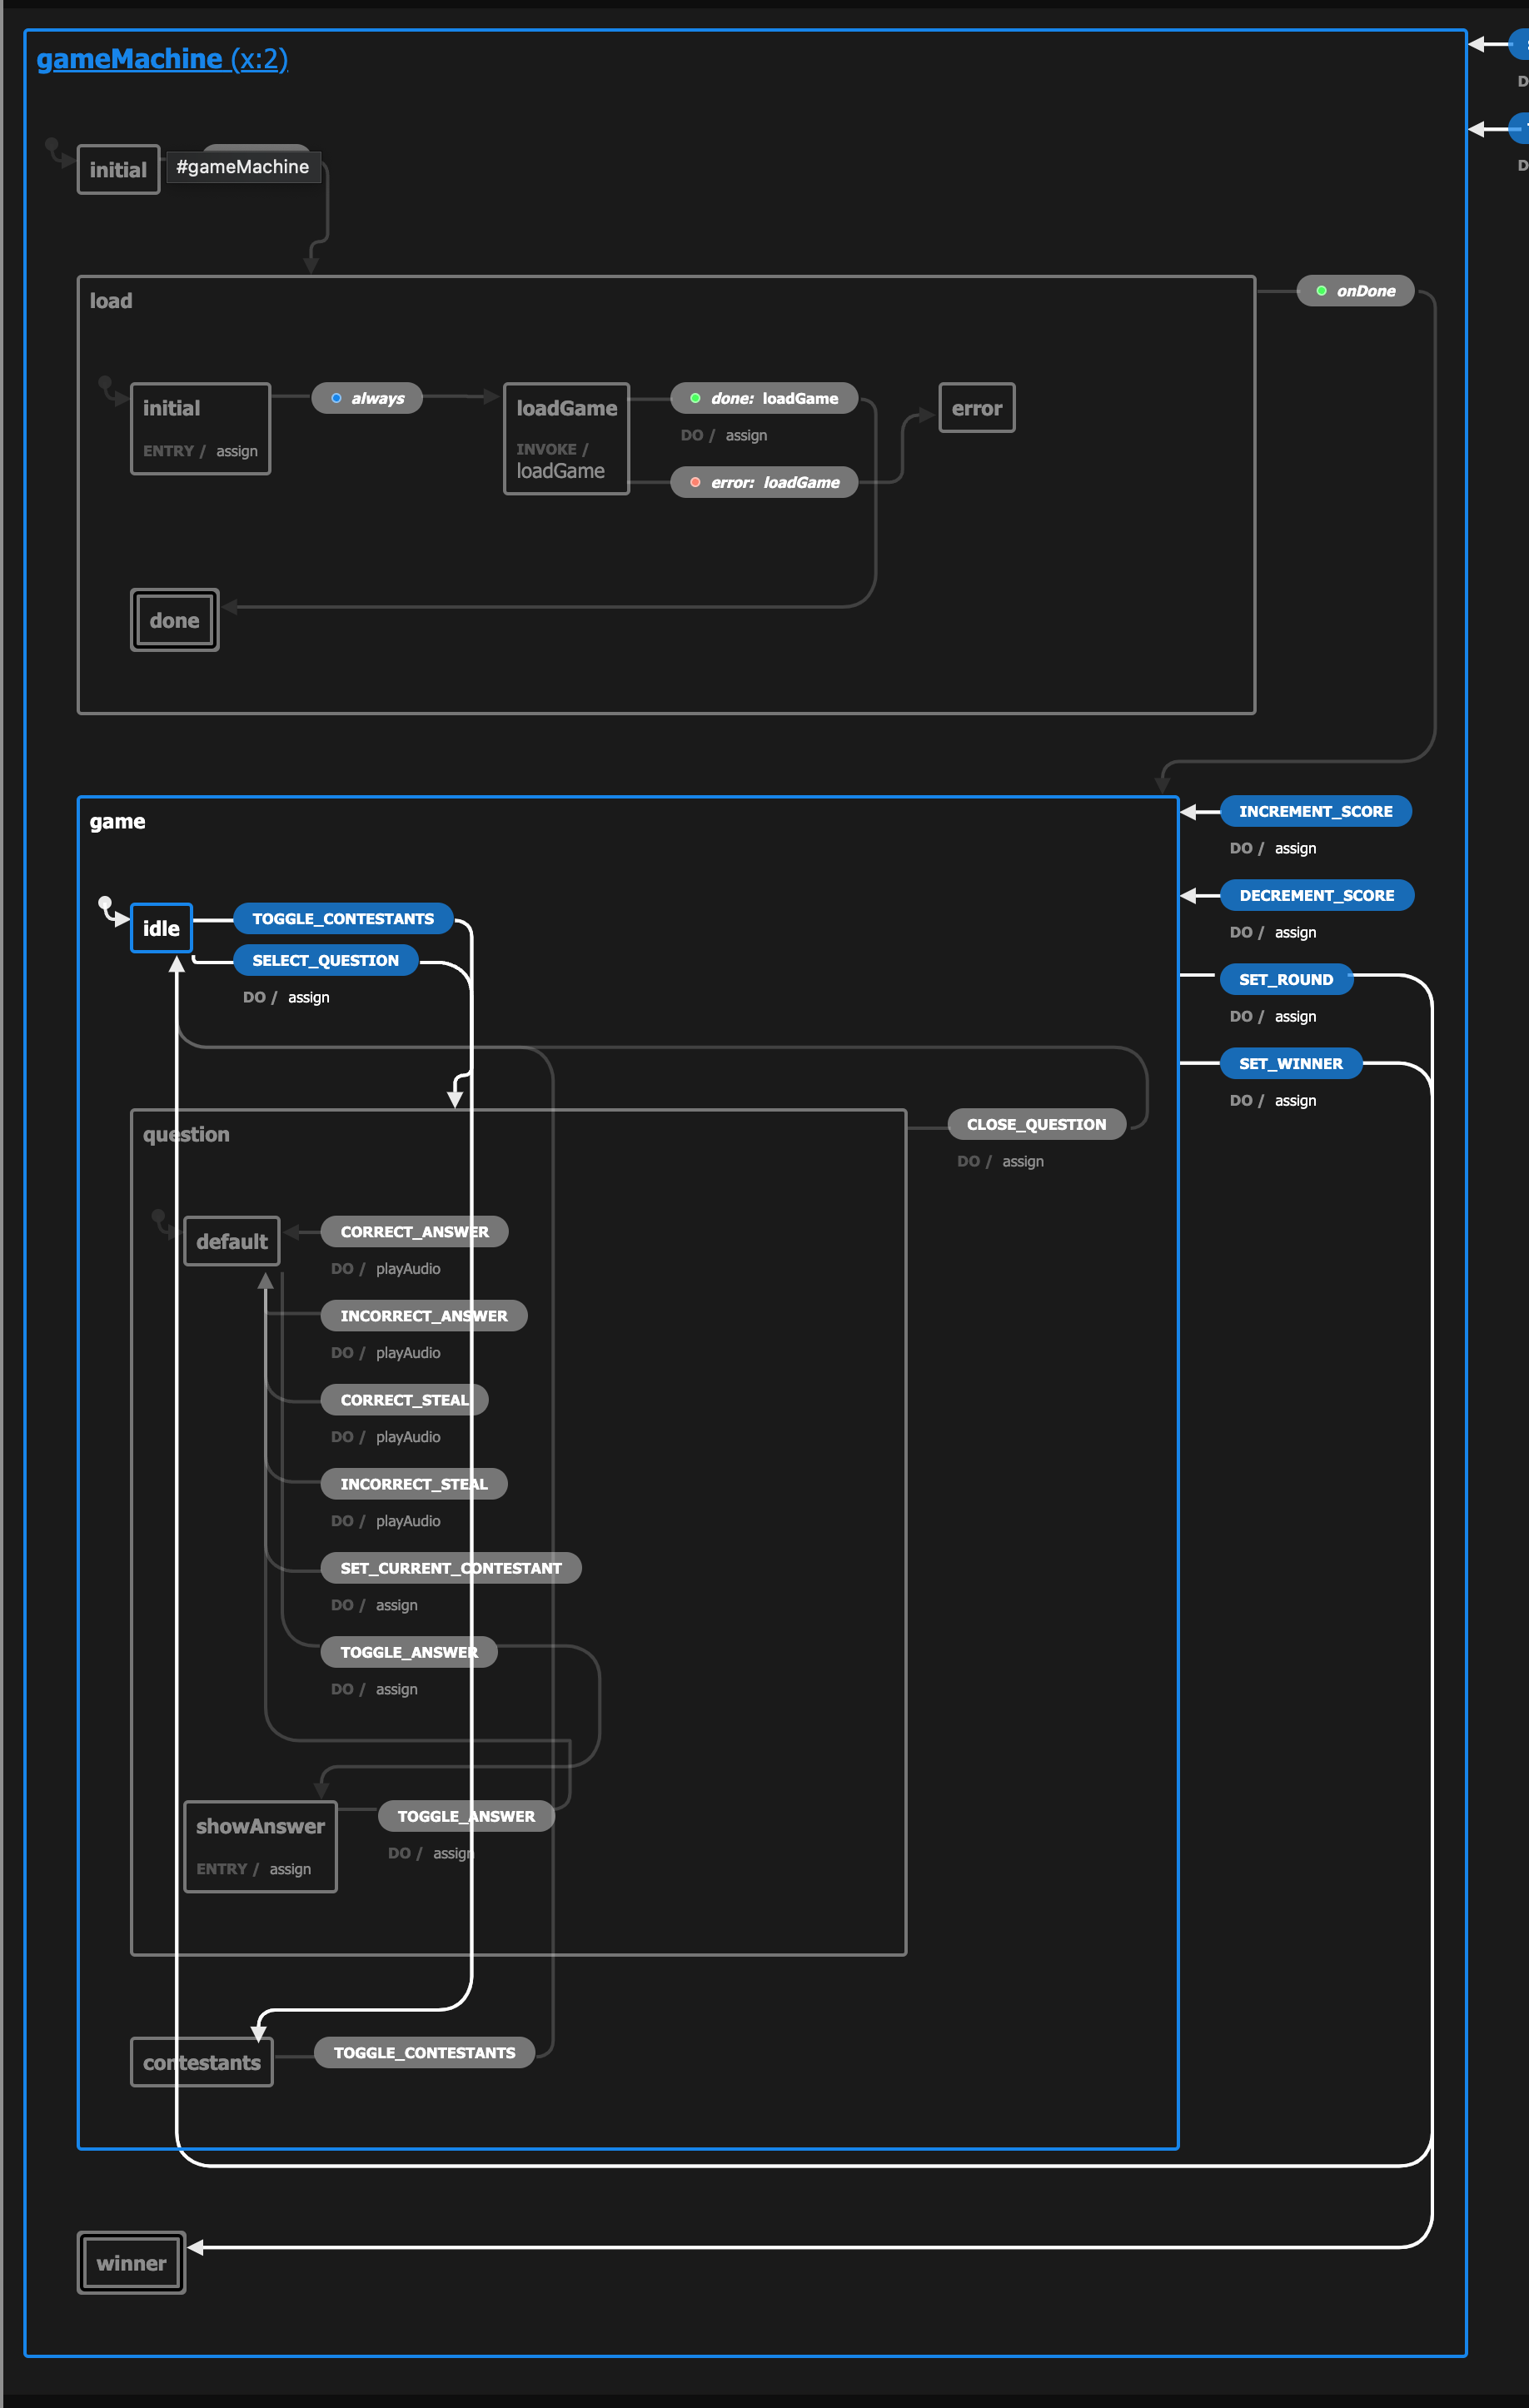 gameMachine (x:2)
D
D
initial
#gameMachine
load
onDone
initial
always
loadGame
done: loadGame
error
ENTRY / assign
INVOKE /
loadGame
DO / assign
error: loadGame
done
game
INCREMENT_SCORE
DO / assign
idle
TOGGLE_CONTESTANTS
DECREMENT_SCORE
DO / assign
SELECT_QUESTION
DO / assign
SET_ROUND
DO / assign
SET_WINNER
DO / assign
question
CLOSE_QUESTION
DO / assign
default
CORRECT_ANSWER
DO / playAudio
INCORRECT_ANSWER
DO / playAudio
CORRECT_STEAL
DO / playAudio
INCORRECT_STEAL
DO / playAudio
SET_CURRENT_CONTESTANT
DO / assign
TOGGLE_ANSWER
DO / assign
showAnswer
TOGGLE_ANSWER
ENTRY / assign
DO / assign
contestants
TOGGLE_CONTESTANTS
winner